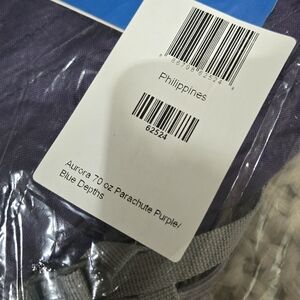 Philippines
62524
Aurora 70 oz Parachute Purple/
Blue Depths